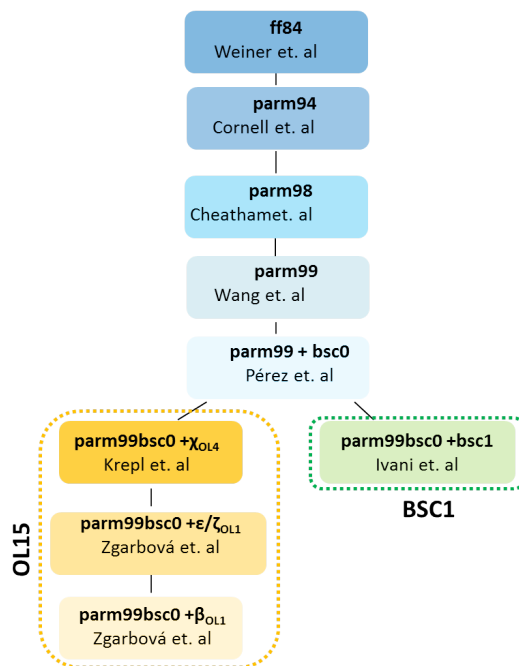 ff84
Weiner et. al
parm94
Cornell et. al
parm98
Cheathamet. al
parm99
Wang et. al
parm99 + bsc0
Pérez et. al
parm99bsc0 +χOL4
Krepl et. al
parm99bsc0 +ε/ζOL1
Zgarbová et. al
parm99bsc0 +βOL1
Zgarbová et. al
OL15
parm99bsc0 +bsc1
Ivani et. al
BSC1